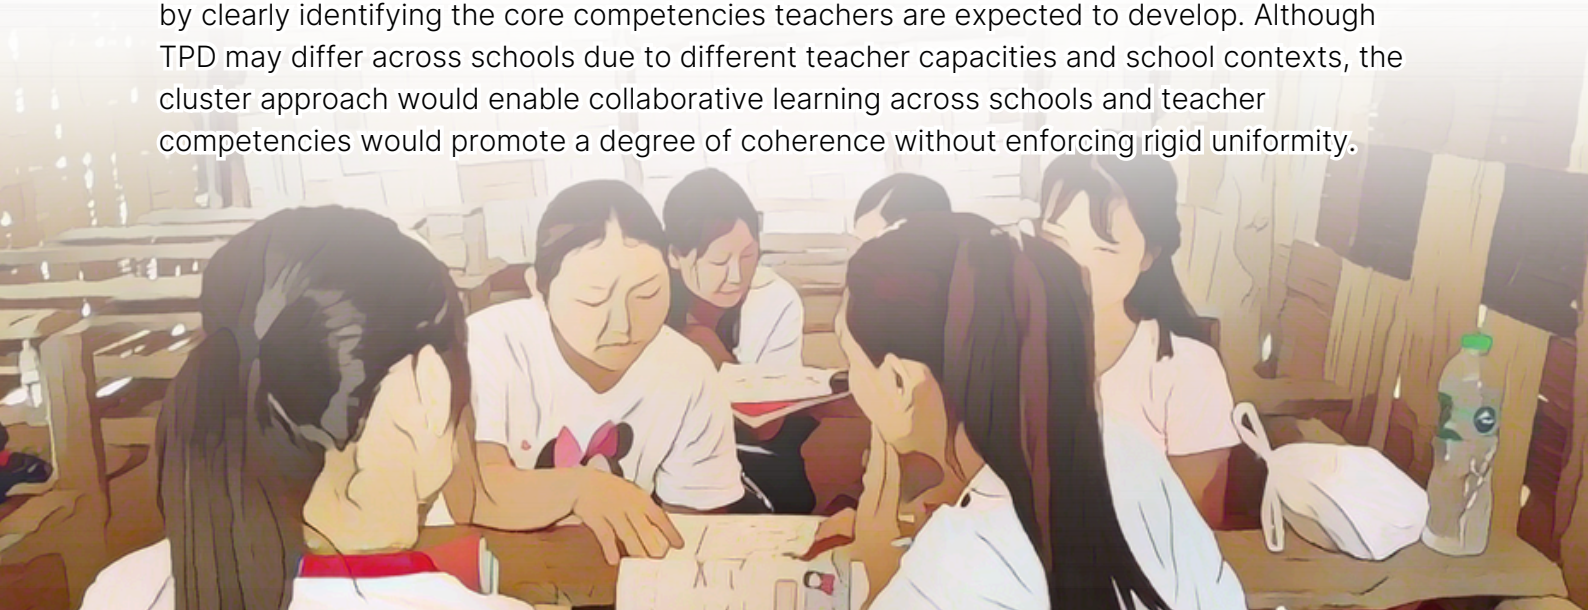 by clearly identifying the core competencies teachers are expected to develop. Although
TPD may differ across schools due to different teacher capacities and school contexts, the
cluster approach would enable collaborative learning across schools and teacher
competencies would promote a degree of coherence without enforcing rigid uniformity.